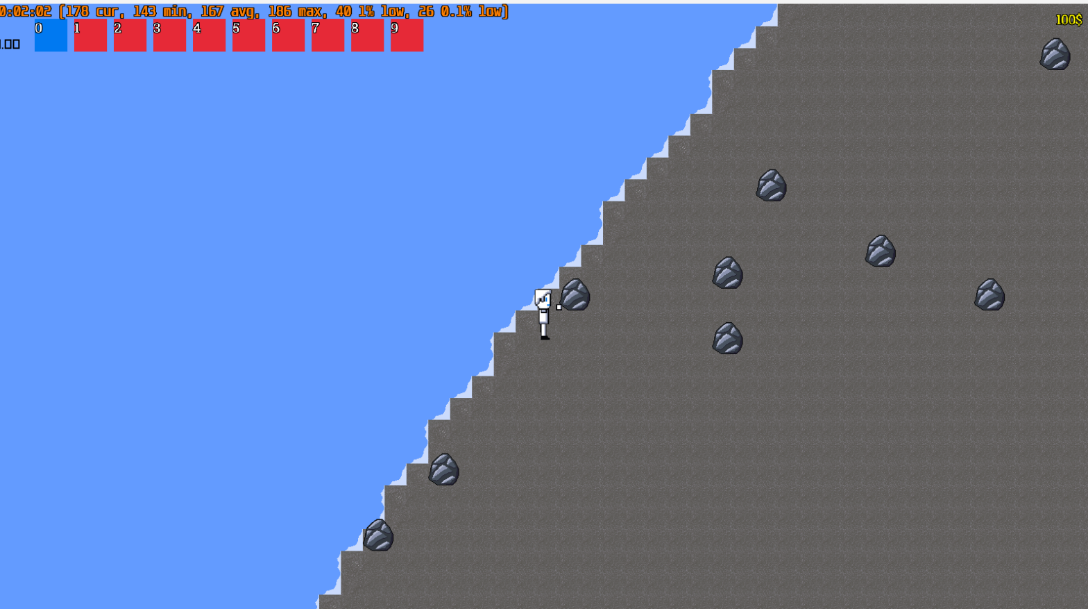 0:02:02 [178 cur, 143 min, 167 avg, 186 max, 40 1% low, 26 0.1% low]
100$
0 1 2 3 4 5 6 7 8 9
.00